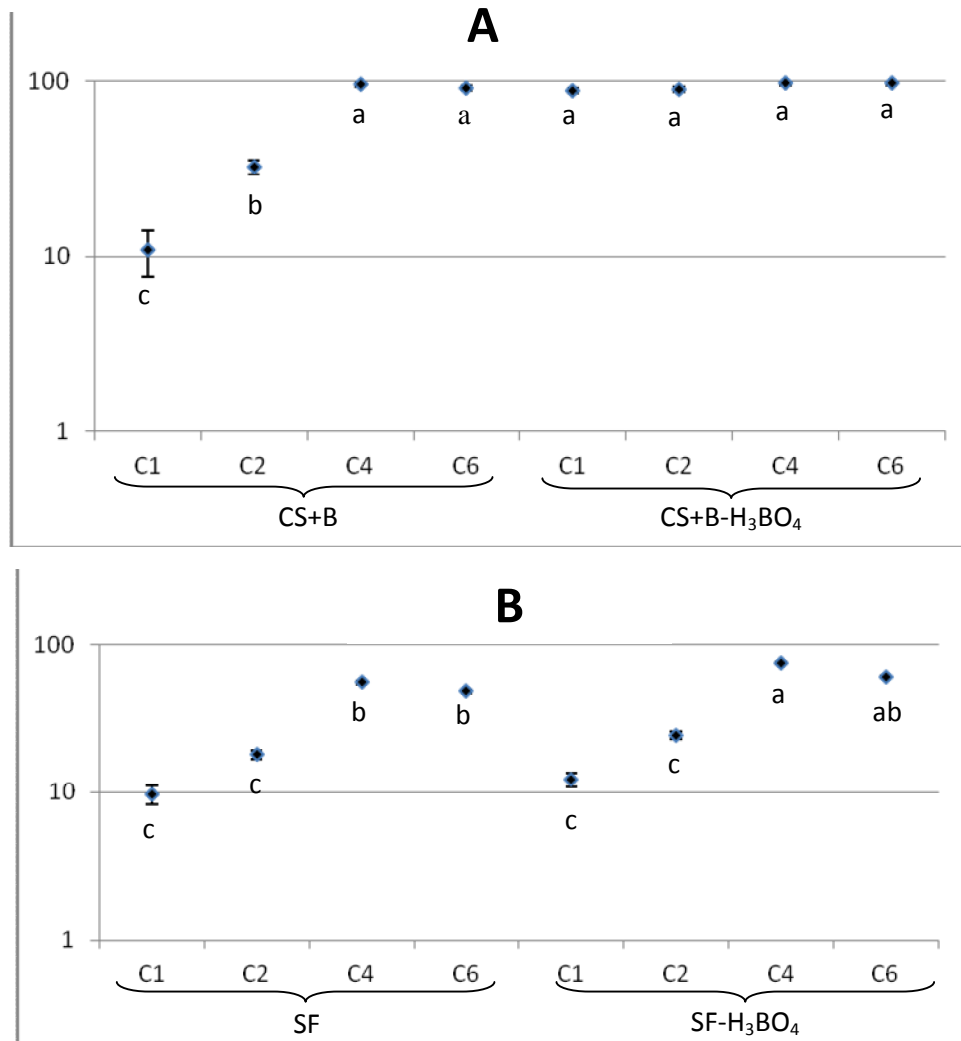 A
100
a a a a a a
b
10
c
1
C1 C2 C4 C6 C1 C2 C4 C6
CS+B CS+B-H₃BO₄
B
100
a
b b ab
c c
10
c c
1
C1 C2 C4 C6 C1 C2 C4 C6
SF SF-H₃BO₄